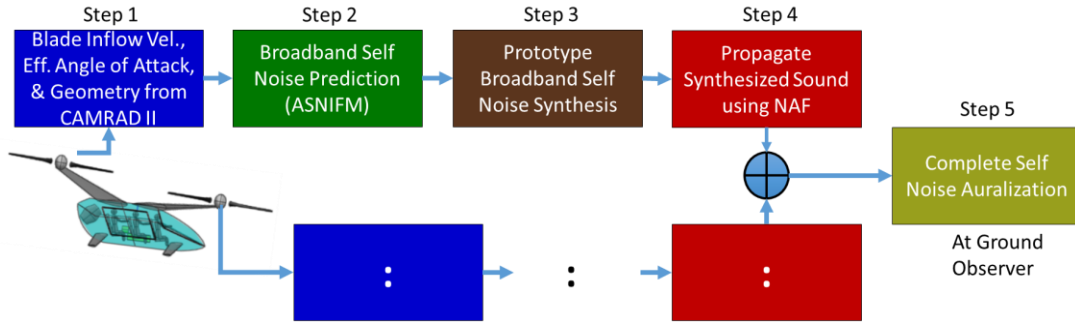 Step 1
Blade Inflow Vel.,
Eff. Angle of Attack,
& Geometry from
CAMRAD II
Step 2
Broadband Self
Noise Prediction
(ASNIFM)
Step 3
Prototype
Broadband Self
Noise Synthesis
Step 4
Propagate
Synthesized Sound
using NAF
Step 5
Complete Self
Noise Auralization
At Ground
Observer
:
:
: